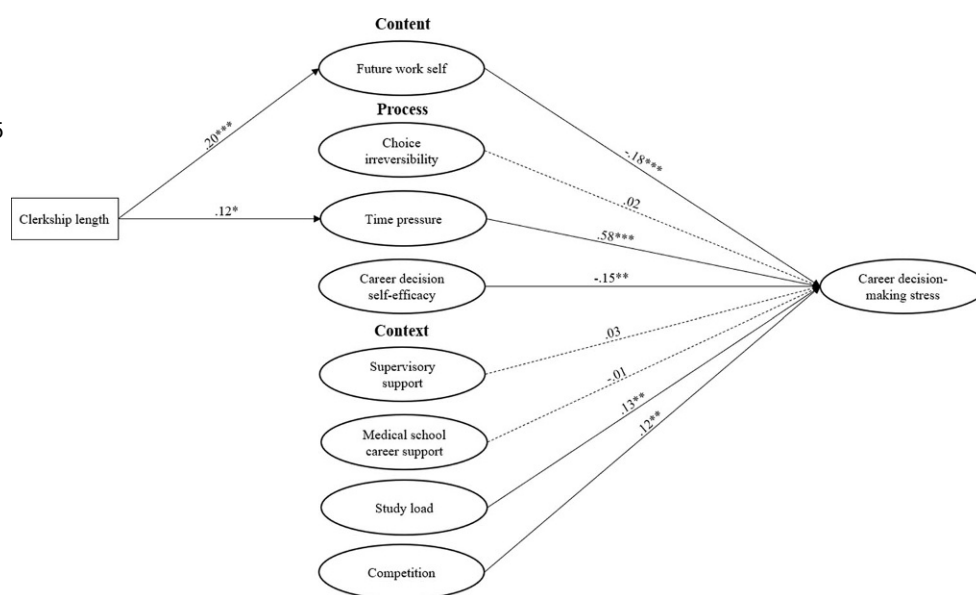 Content
Future work self
Process
Choice
irreversibility
.20***
-.18***
.02
Clerkship length
.12*
Time pressure
.58***
Career decision
self-efficacy
-.15**
Career decision-
making stress
Context
Supervisory
support
.03
-.01
Medical school
career support
.13**
.12**
Study load
Competition